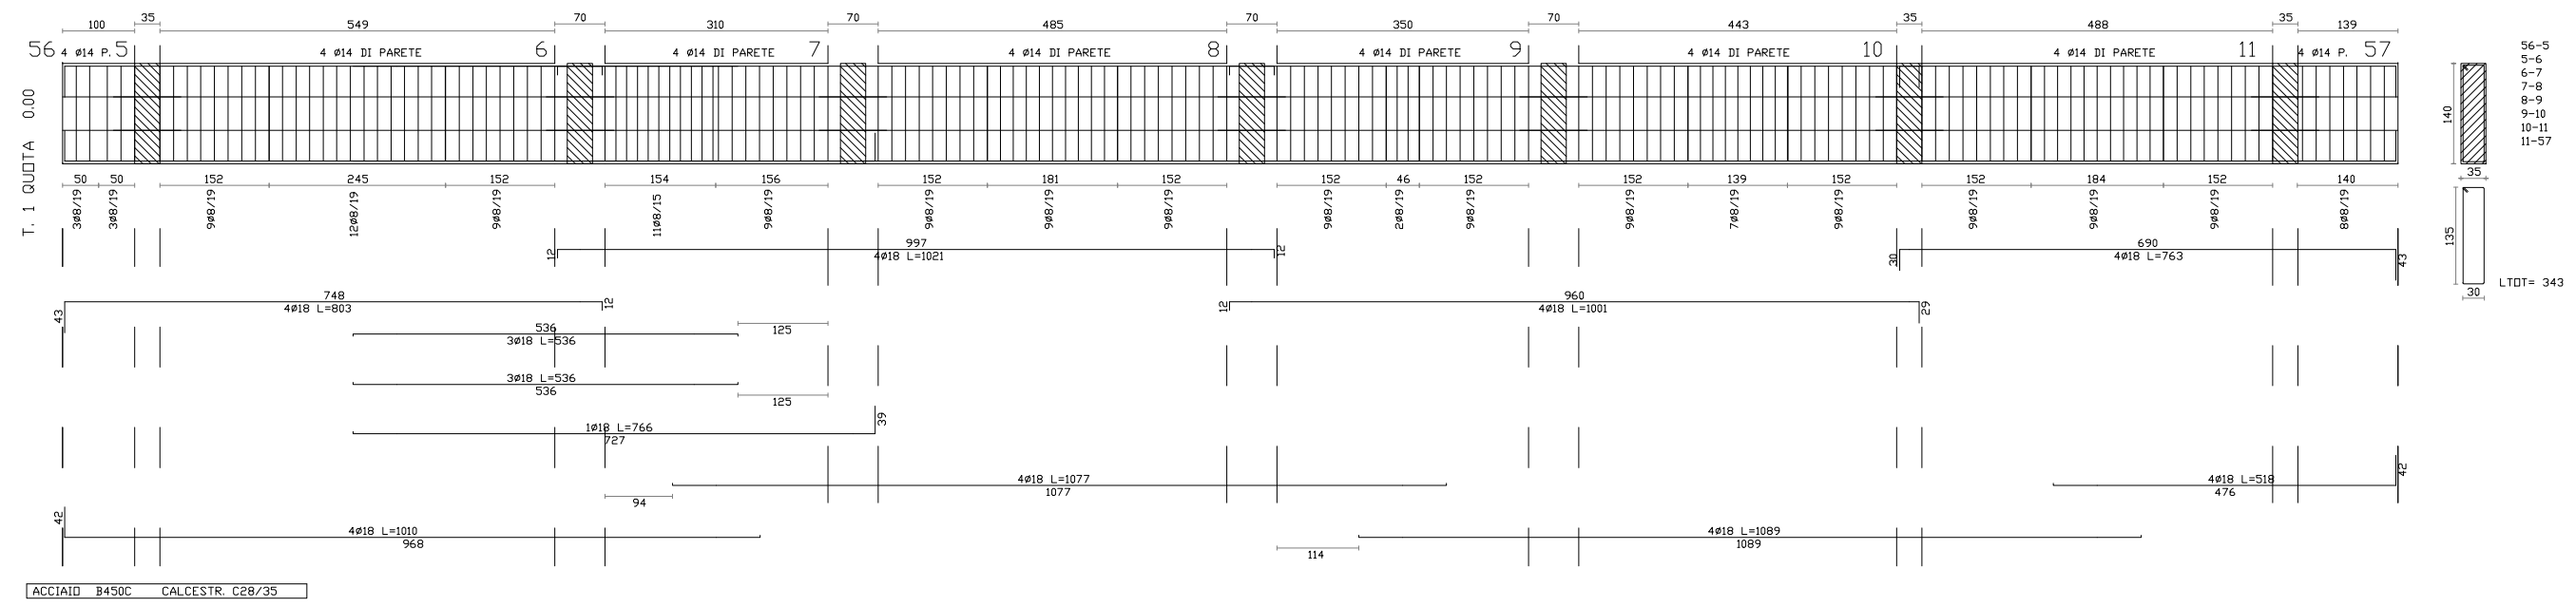 100 35 549 70 310 70 485 70 350 70 443 35 488 35 139
56 4 ø14 P. 5 4 ø14 DI PARETE 6 4 ø14 DI PARETE 7 4 ø14 DI PARETE 8 4 ø14 DI PARETE 9 4 ø14 DI PARETE 10 4 ø14 DI PARETE 11 4 ø14 P. 57
T. 1 QUOTA 0.00
140
35
56-5
5-6
6-7
7-8
8-9
9-10
10-11
11-57
50 50 152 245 152 154 156 152 181 152 152 46 152 152 139 152 152 184 152 140
3ø8/19 3ø8/19 9ø8/19 12ø8/19 9ø8/19 11ø8/15 9ø8/19 9ø8/19 9ø8/19 9ø8/19 9ø8/19 2ø8/19 9ø8/19 9ø8/19 7ø8/19 9ø8/19 9ø8/19 9ø8/19 9ø8/19 8ø8/19
135
30
LTOT= 343
12 997 12
4ø18 L=1021
30 690 43
4ø18 L=763
43 748 12
4ø18 L=803
12 960 29
4ø18 L=1001
536
3ø18 L=536
125
3ø18 L=536
536
125
1ø18 L=766
727
39
4ø18 L=1077
1077
94
4ø18 L=518
476
42
42
4ø18 L=1010
968
4ø18 L=1089
1089
114
ACCIAIO B450C CALCESTR. C28/35